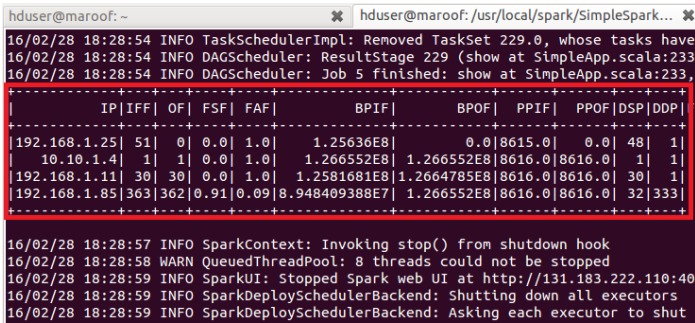 hduser@maroof: ~ hduser@maroof: /usr/local/spark/SimpleSpark...
16/02/28 18:28:54 INFO TaskSchedulerImpl: Removed TaskSet 229.0, whose tasks have
16/02/28 18:28:54 INFO DAGScheduler: ResultStage 229 (show at SimpleApp.scala:233
16/02/28 18:28:54 INFO DAGScheduler: Job 5 finished: show at SimpleApp.scala:233,
+------------+---+---+----+----+--------------+------------+------+------+---+---+
| IP|IFF| OF| FSF| FAF| BPIF| BPOF| PPIF| PPOF|DSP|DDP|
+------------+---+---+----+----+--------------+------------+------+------+---+---+
|192.168.1.25| 51| 0| 0.0| 1.0| 1.25636E8| 0.0|8615.0| 0.0| 48| 1|
| 10.10.1.4| 1| 1| 0.0| 1.0| 1.266552E8| 1.266552E8|8616.0|8616.0| 1| 1|
|192.168.1.11| 30| 30| 0.0| 1.0| 1.2581681E8|1.2664785E8|8616.0|8616.0| 30| 1|
|192.168.1.85|363|362|0.91|0.09|8.948409388E7| 1.266552E8|8616.0|8616.0| 32|333|
+------------+---+---+----+----+--------------+------------+------+------+---+---+
16/02/28 18:28:57 INFO SparkContext: Invoking stop() from shutdown hook
16/02/28 18:28:58 WARN QueuedThreadPool: 8 threads could not be stopped
16/02/28 18:28:59 INFO SparkUI: Stopped Spark web UI at http://131.183.222.110:40
16/02/28 18:28:59 INFO SparkDeploySchedulerBackend: Shutting down all executors
16/02/28 18:28:59 INFO SparkDeploySchedulerBackend: Asking each executor to shut